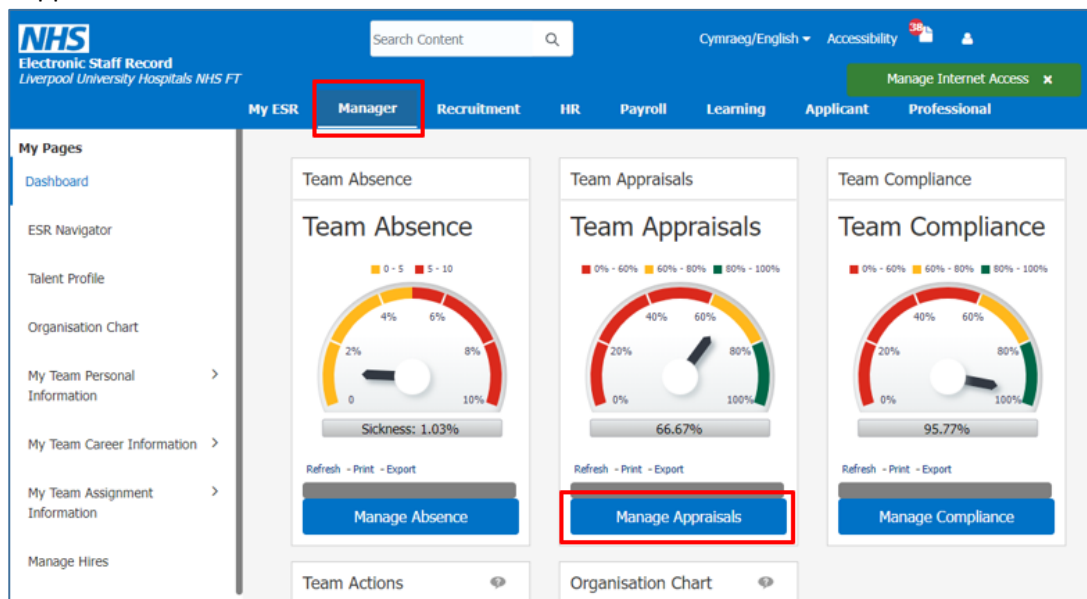 NHS
Electronic Staff Record
Liverpool University Hospitals NHS FT
Search Content
Cymraeg/English
Accessibility
38
Manage Internet Access x
My ESR Manager Recruitment HR Payroll Learning Applicant Professional
My Pages
Dashboard
ESR Navigator
Talent Profile
Organisation Chart
My Team Personal
Information
My Team Career Information
My Team Assignment
Information
Manage Hires
Team Absence
Team Absence
0 - 5 5 - 10
4% 6%
2% 8%
0 10%
Sickness: 1.03%
Refresh - Print - Export
Manage Absence
Team Appraisals
Team Appraisals
0% - 60% 60% - 80% 80% - 100%
40% 60%
20% 80%
0% 100%
66.67%
Refresh - Print - Export
Manage Appraisals
Team Compliance
Team Compliance
0% - 60% 60% - 80% 80% - 100%
40% 60%
20% 80%
0% 100%
95.77%
Refresh - Print - Export
Manage Compliance
Team Actions
Organisation Chart